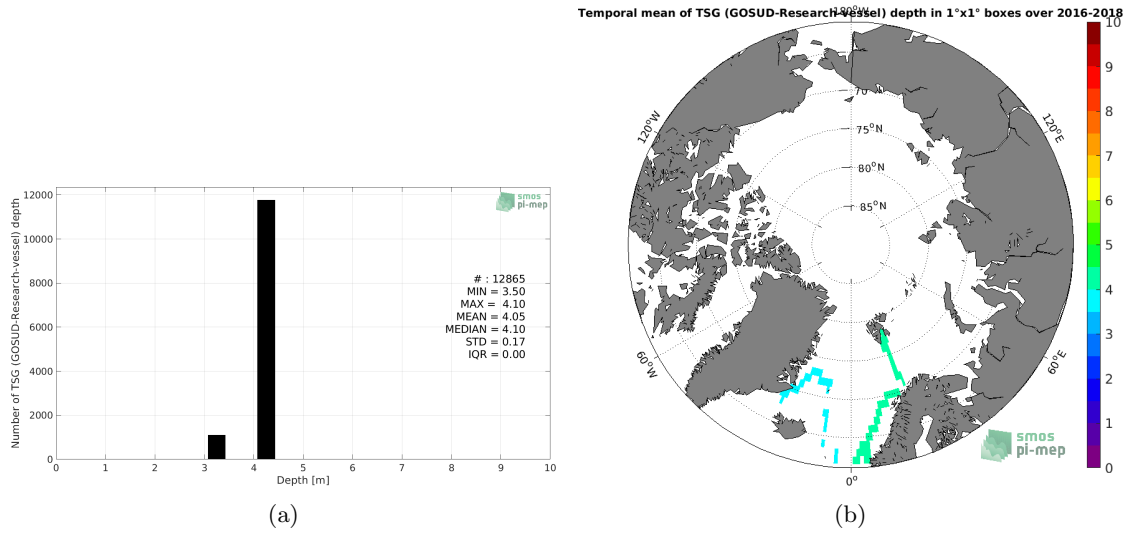 Temporal mean of TSG (GOSUD-Research-vessel) depth in 1°x1° boxes over 2016-2018
Number of TSG (GOSUD-Research-vessel) depth
12000
10000
8000
6000
4000
2000
0
smos
pi-mep
# : 12865
MIN = 3.50
MAX = 4.10
MEAN = 4.05
MEDIAN = 4.10
STD = 0.17
IQR = 0.00
0 1 2 3 4 5 6 7 8 9 10
Depth [m]
(a)
180°W
120°W
120°E
70
75°N
80°N
85°N
60°W
60°E
0°
smos
pi-mep
10
9
8
7
6
5
4
3
2
1
0
(b)